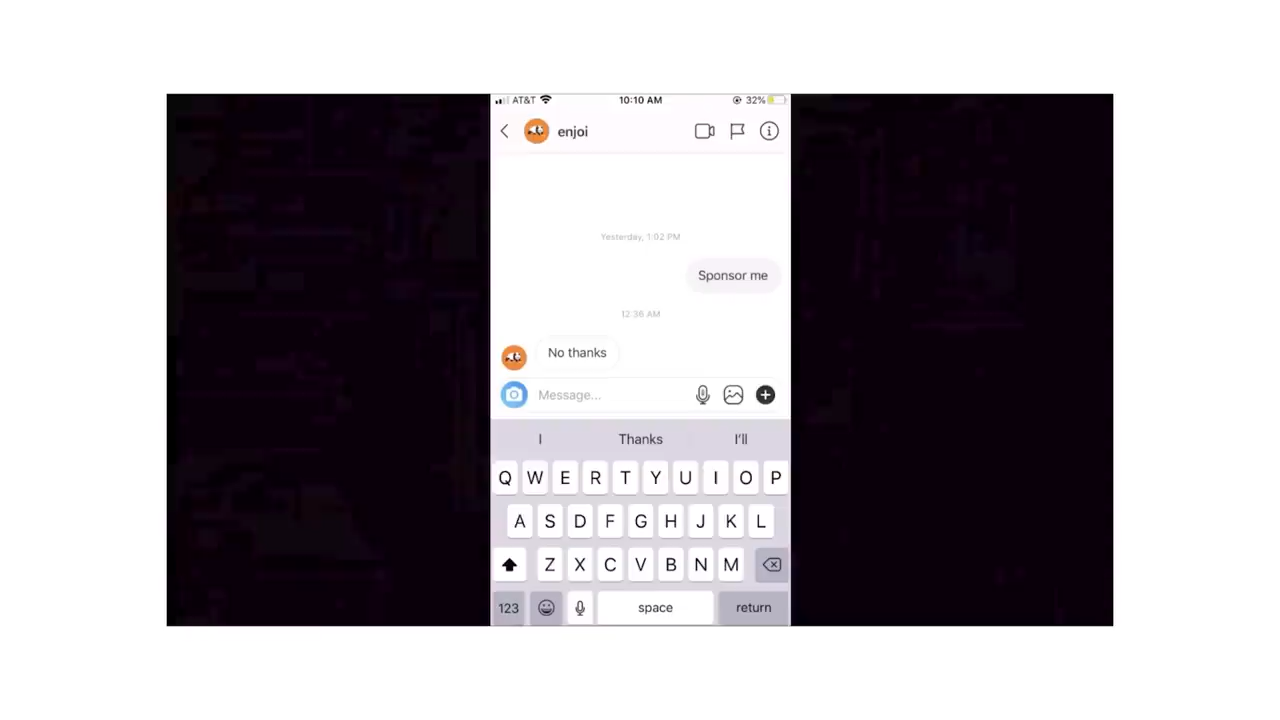 AT&T 10:10 AM 32%
enjoi
Yesterday, 1:02 PM
Sponsor me
12:36 AM
No thanks
Message...
I Thanks I'll
Q W E R T Y U I O P
A S D F G H J K L
Z X C V B N M
123 space return